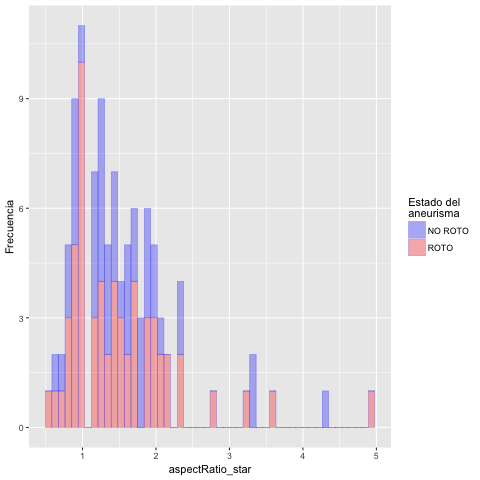 9
6
3
0
Frecuencia
1
2
3
4
5
aspectRatio_star
Estado del
aneurisma
NO ROTO
ROTO